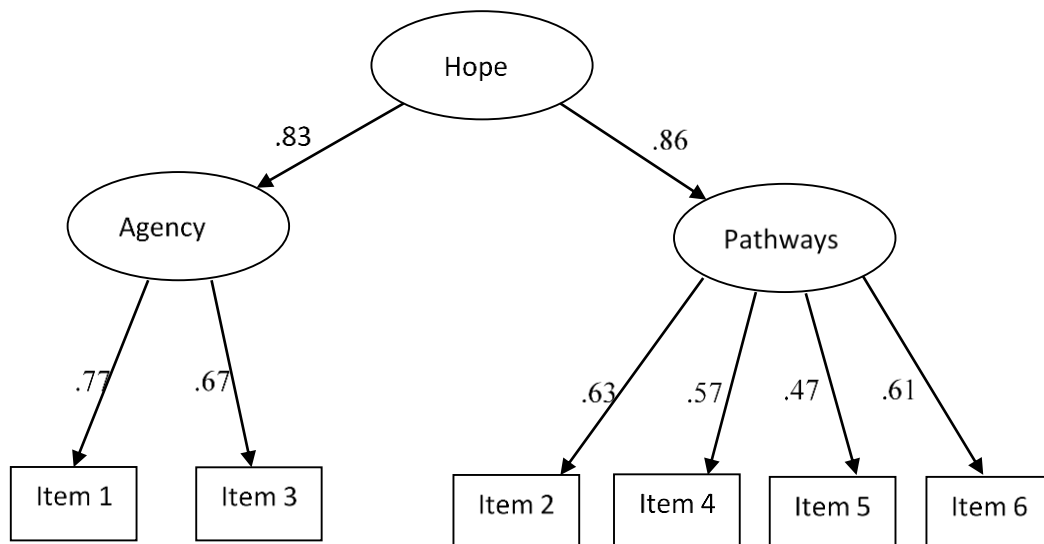 Hope
.83
.86
Agency
Pathways
.77
.67
.63
.57
.47
.61
Item 1
Item 3
Item 2
Item 4
Item 5
Item 6